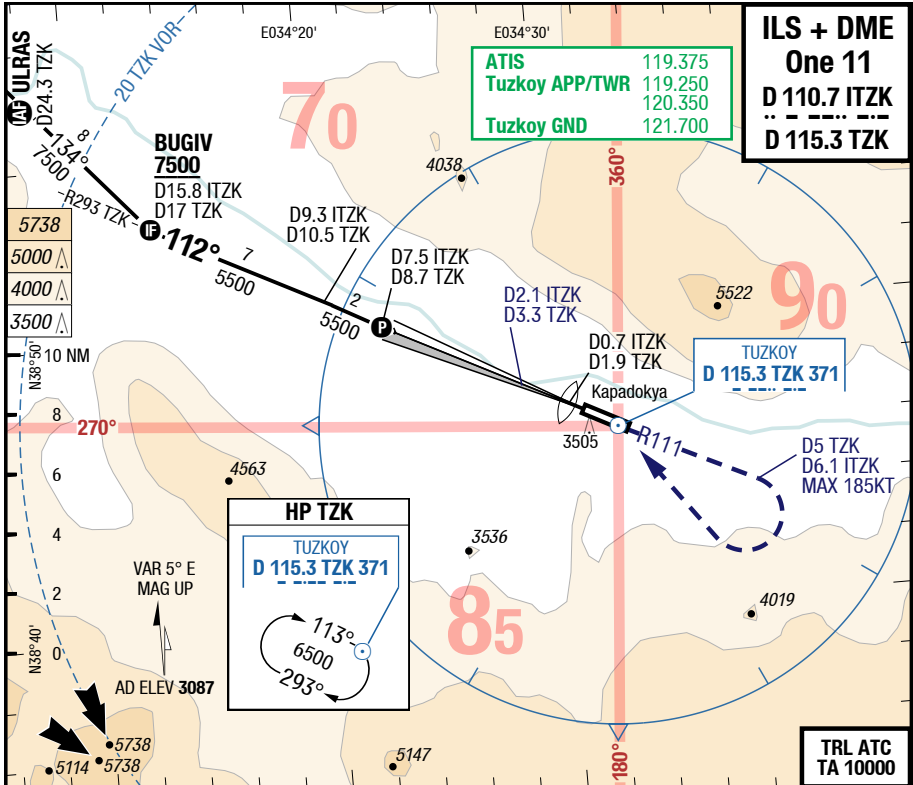 IAF ULRAS
D24.3 TZK
20 TZK VOR
E034°20'
E034°30'
ILS + DME
One 11
D 110.7 ITZK
D 115.3 TZK
ATIS 119.375
Tuzkoy APP/TWR 119.250
120.350
Tuzkoy GND 121.700
70
8
134°
7500
R293 TZK
BUGIV
7500
D15.8 ITZK
D17 TZK
IF
112°
7
5500
D9.3 ITZK
D10.5 TZK
2
5500
D7.5 ITZK
D8.7 TZK
P
4038
360°
5738
5000
4000
3500
90
5522
D2.1 ITZK
D3.3 TZK
D0.7 ITZK
D1.9 TZK
Kapadokya
TUZKOY
D 115.3 TZK 371
3505
R111
D5 TZK
D6.1 ITZK
MAX 185KT
N38°50'
10 NM
8
6
4
2
0
N38°40'
270°
4563
HP TZK
TUZKOY
D 115.3 TZK 371
113°
6500
293°
3536
85
4019
VAR 5° E
MAG UP
AD ELEV 3087
5738
5738
5114
5147
180°
TRL ATC
TA 10000